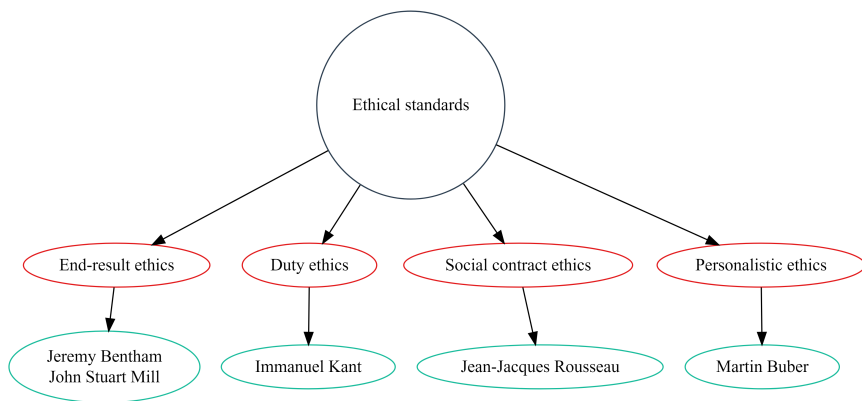 Ethical standards
End-result ethics
Duty ethics
Social contract ethics
Personalistic ethics
Jeremy Bentham
John Stuart Mill
Immanuel Kant
Jean-Jacques Rousseau
Martin Buber